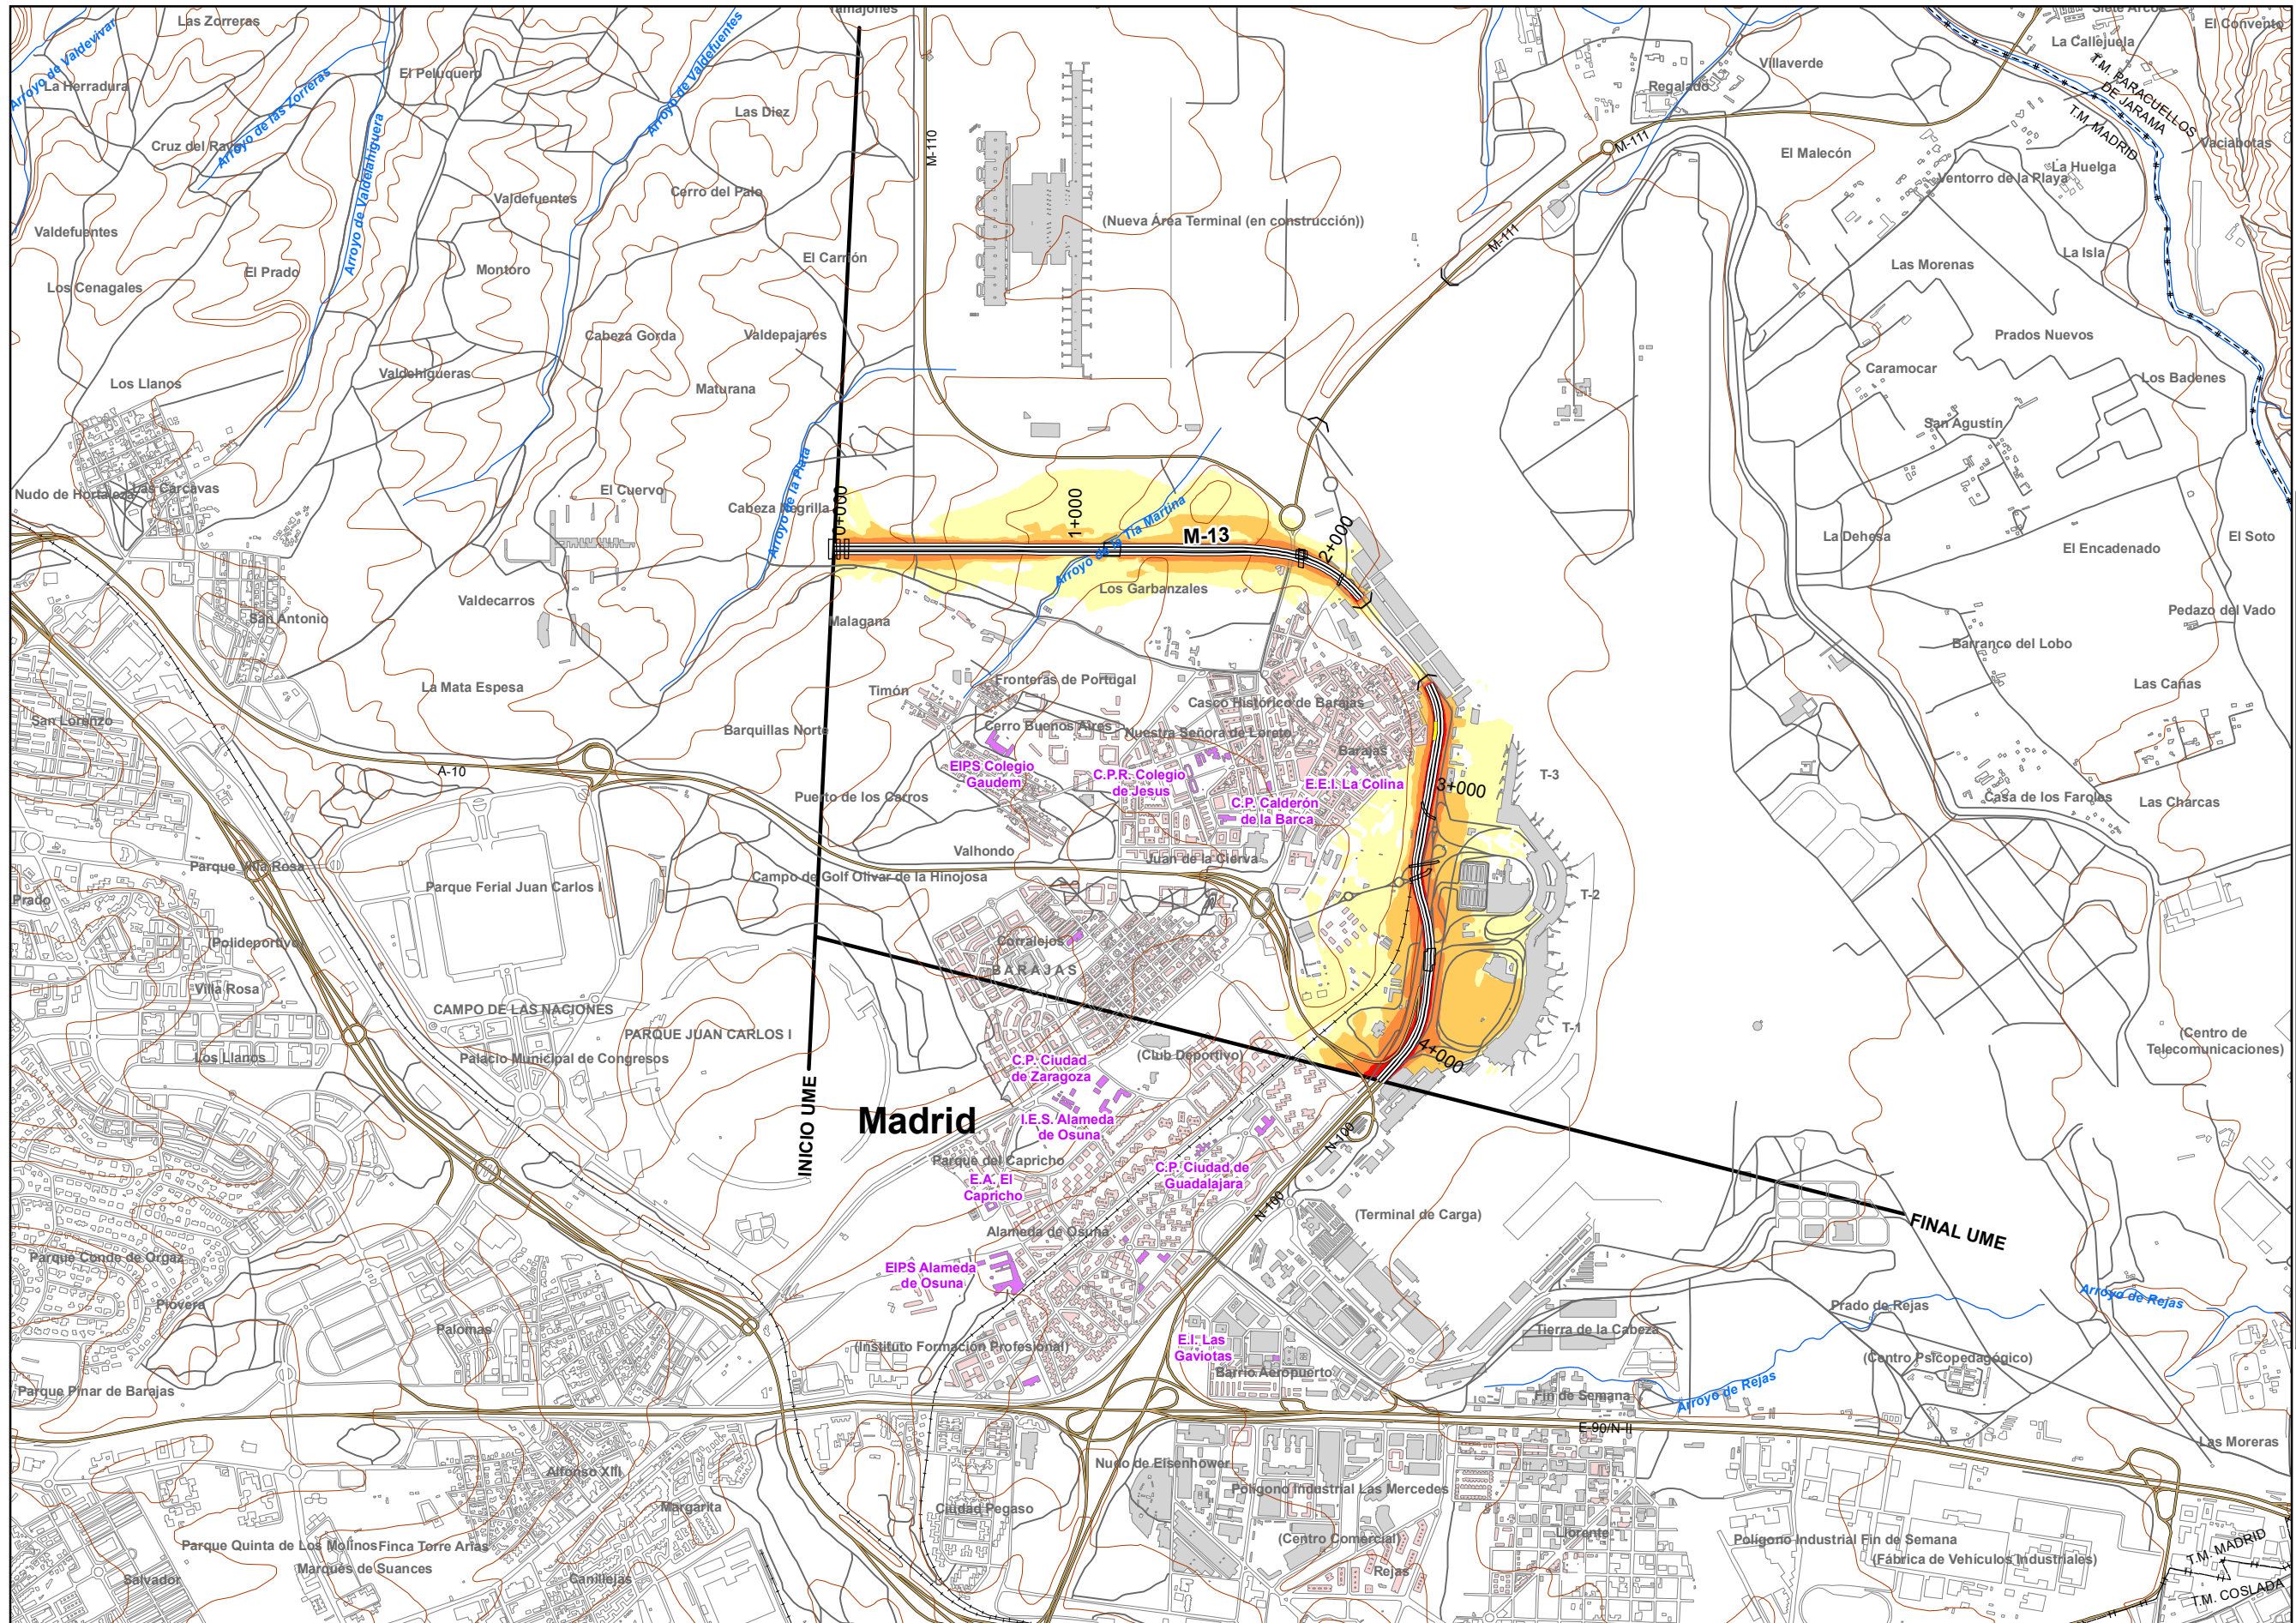 Las Zorreras
Tamajones
Siete Arcos
El Convento
Arroyo de Valdevivar
La Callejuela
Arroyo de Valdefuentes
El Peluquero
Villaverde
La Herradura
Arroyo de las Zorreras
Regalado
T.M. PARACUELLOS
DE JARAMA
T.M. MADRID
Las Diez
M-110
M-111
Cruz del Rayo
Arroyo de Valdelahiguera
El Malecón
Vaciabotas
La Huelga
Ventorro de la Playa
Valdefuentes
Cerro del Palo
(Nueva Área Terminal (en construcción))
Valdefuentes
M-111
El Carrión
La Isla
El Prado
Montoro
Las Morenas
Los Cenagales
Cabeza Gorda
Valdepajares
Prados Nuevos
Los Llanos
Valdehigueras
Maturana
Caramocar
Los Badenes
San Agustín
Nudo de Hortaleza
Las Cárcavas
El Cuervo
Cabeza Negrilla
Arroyo de la Plata
0+000
1+000
Arroyo de la Tía Martina
M-13
2+000
La Dehesa
El Encadenado
El Soto
Valdecarros
Los Garbanzales
San Antonio
Malagana
Pedazo del Vado
Barranco del Lobo
La Mata Espesa
Timón
Fronteras de Portugal
Las Cañas
San Lorenzo
Casco Histórico de Barajas
Barquillas Norte
Cerro Buenos Aires
Nuestra Señora de Loreto
Barajas
A-10
EIPS Colegio
Gaudem
C.P.R. Colegio
de Jesus
E.E.I. La Colina
3+000
T-3
Puerto de los Carros
C.P. Calderón
de la Barca
Casa de los Faroles
Las Charcas
Valhondo
Juan de la Cierva
Parque Villa Rosa
Parque Ferial Juan Carlos I
Campo de Golf Olivar de la Hinojosa
T-2
Prado
(Polideportivo)
Corralejos
BARAJAS
Villa Rosa
CAMPO DE LAS NACIONES
PARQUE JUAN CARLOS I
T-1
(Centro de
Telecomunicaciones)
Los Llanos
Palacio Municipal de Congresos
C.P. Ciudad
de Zaragoza
(Club Deportivo)
4+000
INICIO UME
Madrid
I.E.S. Alameda
de Osuna
N-100
Parque del Capricho
C.P. Ciudad de
Guadalajara
E.A. El
Capricho
N-100
(Terminal de Carga)
FINAL UME
Alameda de Osuna
Parque Conde de Orgaz
EIPS Alameda
de Osuna
Piovera
Arroyo de Rejas
Prado de Rejas
Palomas
Tierra de la Cabeza
(Instituto Formación Profesional)
E.I. Las
Gaviotas
(Centro Psicopedagógico)
Barrio Aeropuerto
Parque Pinar de Barajas
Fin de Semana
Arroyo de Rejas
E-90/N-II
Las Moreras
Nudo de Eisenhower
Alfonso XIII
Polígono Industrial Las Mercedes
Margarita
Ciudad Pegaso
(Centro Comercial)
Llorente
Polígono Industrial Fin de Semana
Parque Quinta de Los Molinos
Finca Torre Arias
(Fábrica de Vehículos Industriales)
T.M. MADRID
Marqués de Suances
Rejas
Salvador
Canillejas
T.M. COSLADA